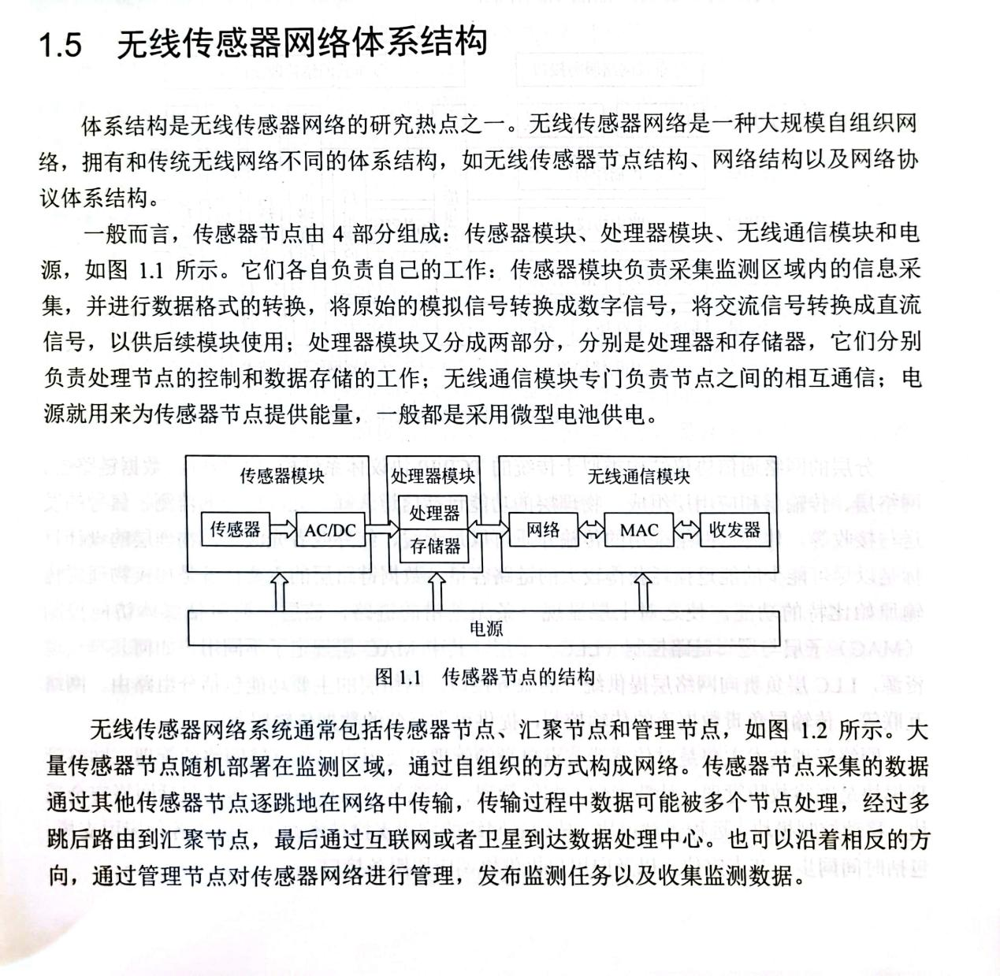 1.5 无线传感器网络体系结构
体系结构是无线传感器网络的研究热点之一。无线传感器网络是一种大规模自组织网
络，拥有和传统无线网络不同的体系结构，如无线传感器节点结构、网络结构以及网络协
议体系结构。
一般而言，传感器节点由 4 部分组成：传感器模块、处理器模块、无线通信模块和电
源，如图 1.1 所示。它们各自负责自己的工作：传感器模块负责采集监测区域内的信息采
集，并进行数据格式的转换，将原始的模拟信号转换成数字信号，将交流信号转换成直流
信号，以供后续模块使用；处理器模块又分成两部分，分别是处理器和存储器，它们分别
负责处理节点的控制和数据存储的工作；无线通信模块专门负责节点之间的相互通信；电
源就用来为传感器节点提供能量，一般都是采用微型电池供电。
传感器模块 处理器模块 无线通信模块
处理器
传感器 AC/DC 网络 MAC 收发器
存储器
电源
图 1.1 传感器节点的结构
无线传感器网络系统通常包括传感器节点、汇聚节点和管理节点，如图 1.2 所示。大
量传感器节点随机部署在监测区域，通过自组织的方式构成网络。传感器节点采集的数据
通过其他传感器节点逐跳地在网络中传输，传输过程中数据可能被多个节点处理，经过多
跳后路由到汇聚节点，最后通过互联网或者卫星到达数据处理中心。也可以沿着相反的方
向，通过管理节点对传感器网络进行管理，发布监测任务以及收集监测数据。